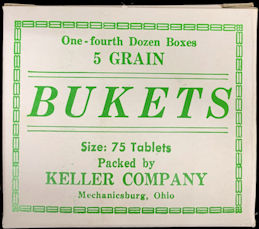 One-fourth Dozen Boxes
5 GRAIN
BUKETS
Size: 75 Tablets
Packed by
KELLER COMPANY
Mechanicsburg, Ohio